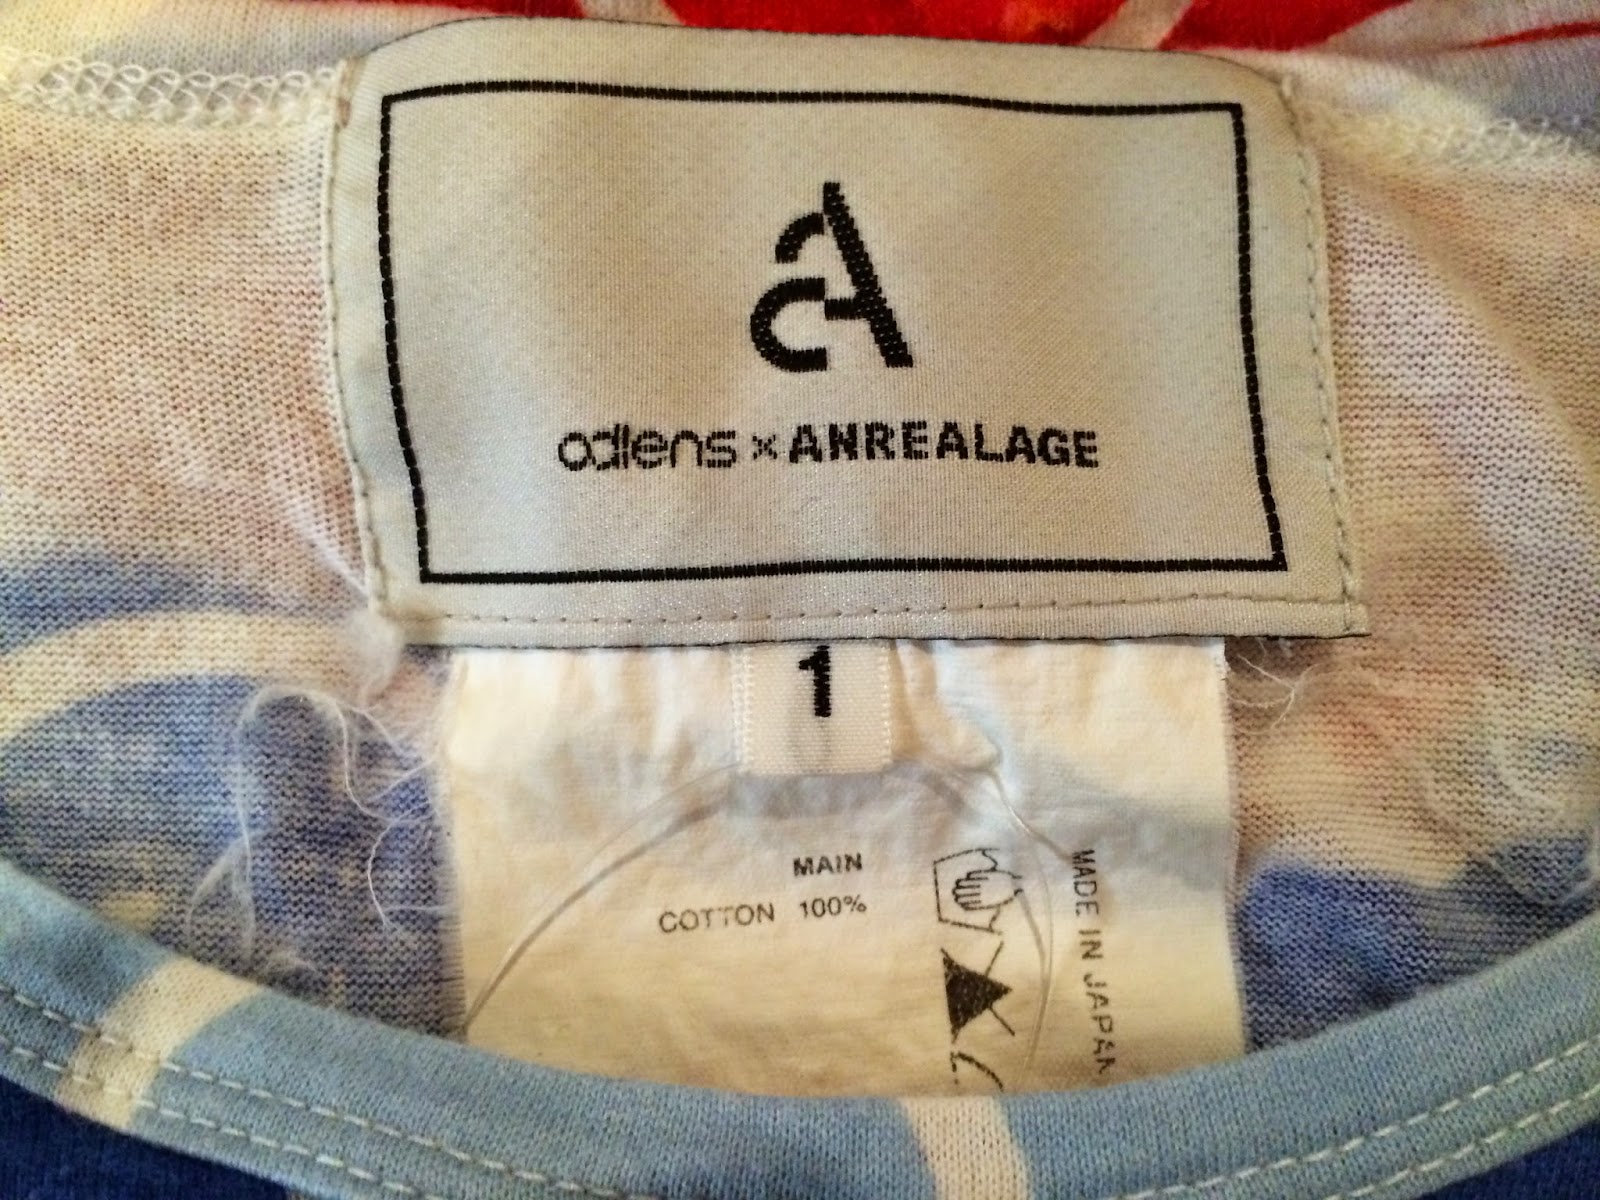 adlens × ANREALAGE
1
MAIN
COTTON 100%
MADE IN JAPAN